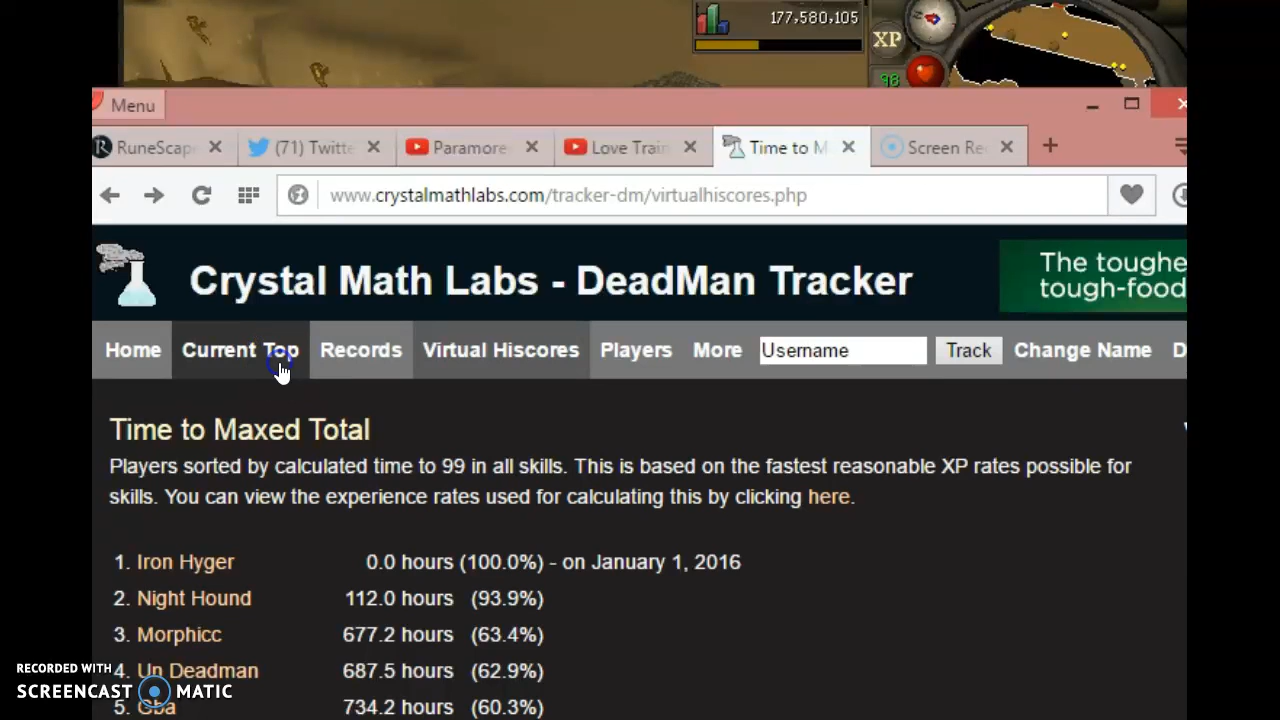 177,580,105
XP
98
Menu
RuneScap
(71) Twitte
Paramore
Love Train
Time to M
Screen Re
www.crystalmathlabs.com/tracker-dm/virtualhiscores.php
Crystal Math Labs - DeadMan Tracker
The toughe
tough-food
Home Current Top Records Virtual Hiscores Players More Username Track Change Name D
Time to Maxed Total
Players sorted by calculated time to 99 in all skills. This is based on the fastest reasonable XP rates possible for
skills. You can view the experience rates used for calculating this by clicking here.
1. Iron Hyger 0.0 hours (100.0%) - on January 1, 2016
2. Night Hound 112.0 hours (93.9%)
3. Morphicc 677.2 hours (63.4%)
4. Un Deadman 687.5 hours (62.9%)
5. Gba 734.2 hours (60.3%)
RECORDED WITH
SCREENCAST MATIC